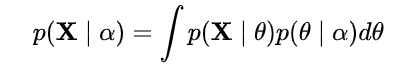 p(𝐗 ∣ α) = ∫ p(𝐗 ∣ θ)p(θ ∣ α)dθ